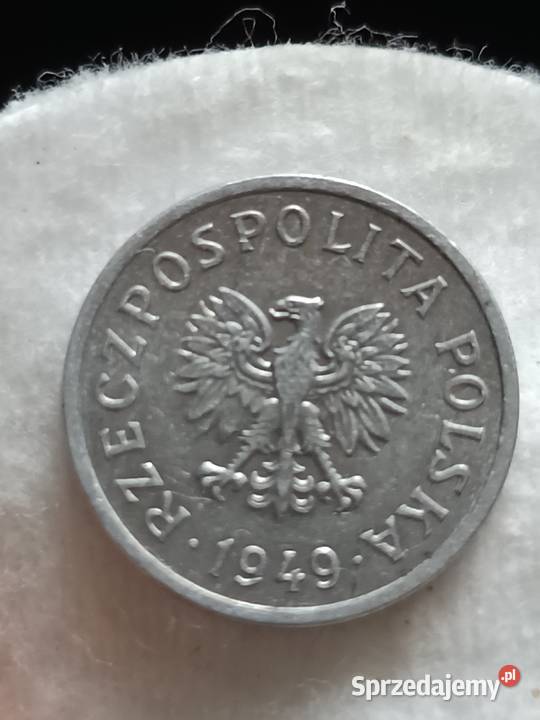 RZECZPOSPOLITA POLSKA
· 1949 ·
Sprzedajemy.pl